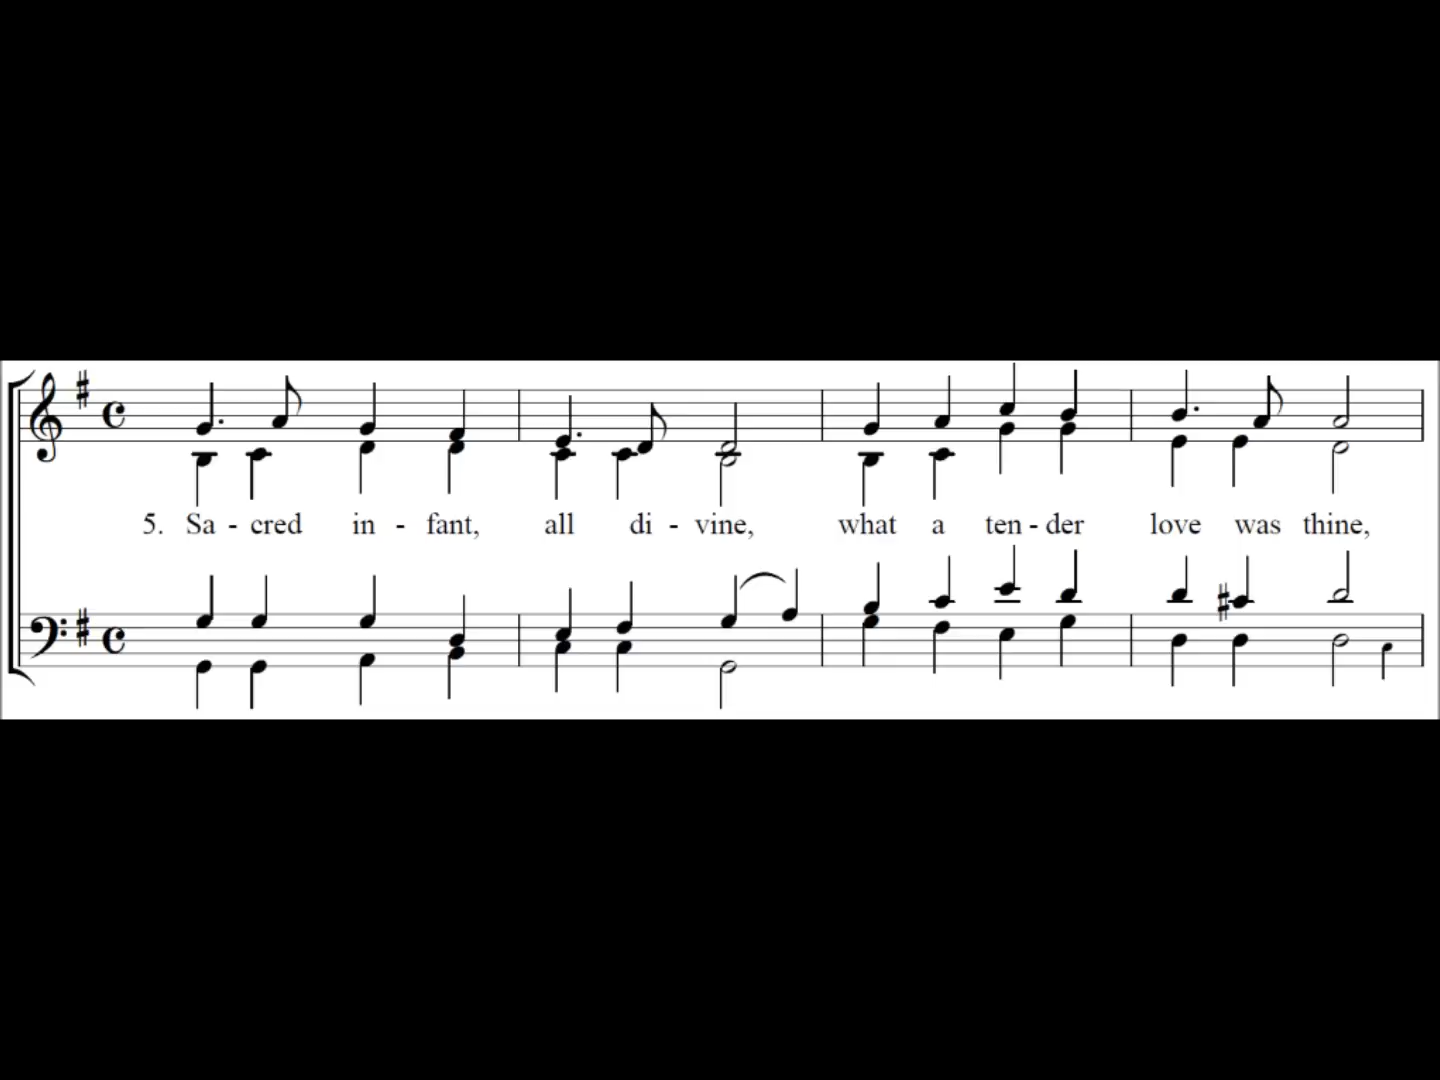 5. Sa - cred in - fant, all di - vine, what a ten - der love was thine,